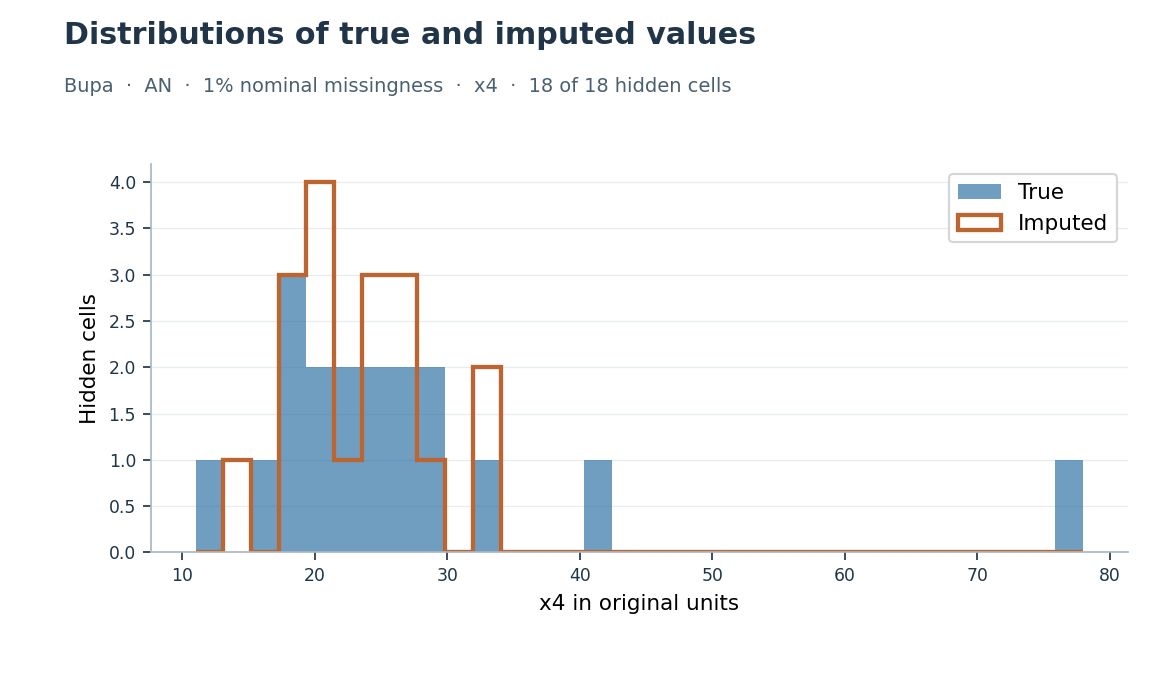 Distributions of true and imputed values
Bupa · AN · 1% nominal missingness · x4 · 18 of 18 hidden cells
True
Imputed
Hidden cells
4.0
3.5
3.0
2.5
2.0
1.5
1.0
0.5
0.0
10 20 30 40 50 60 70 80
x4 in original units